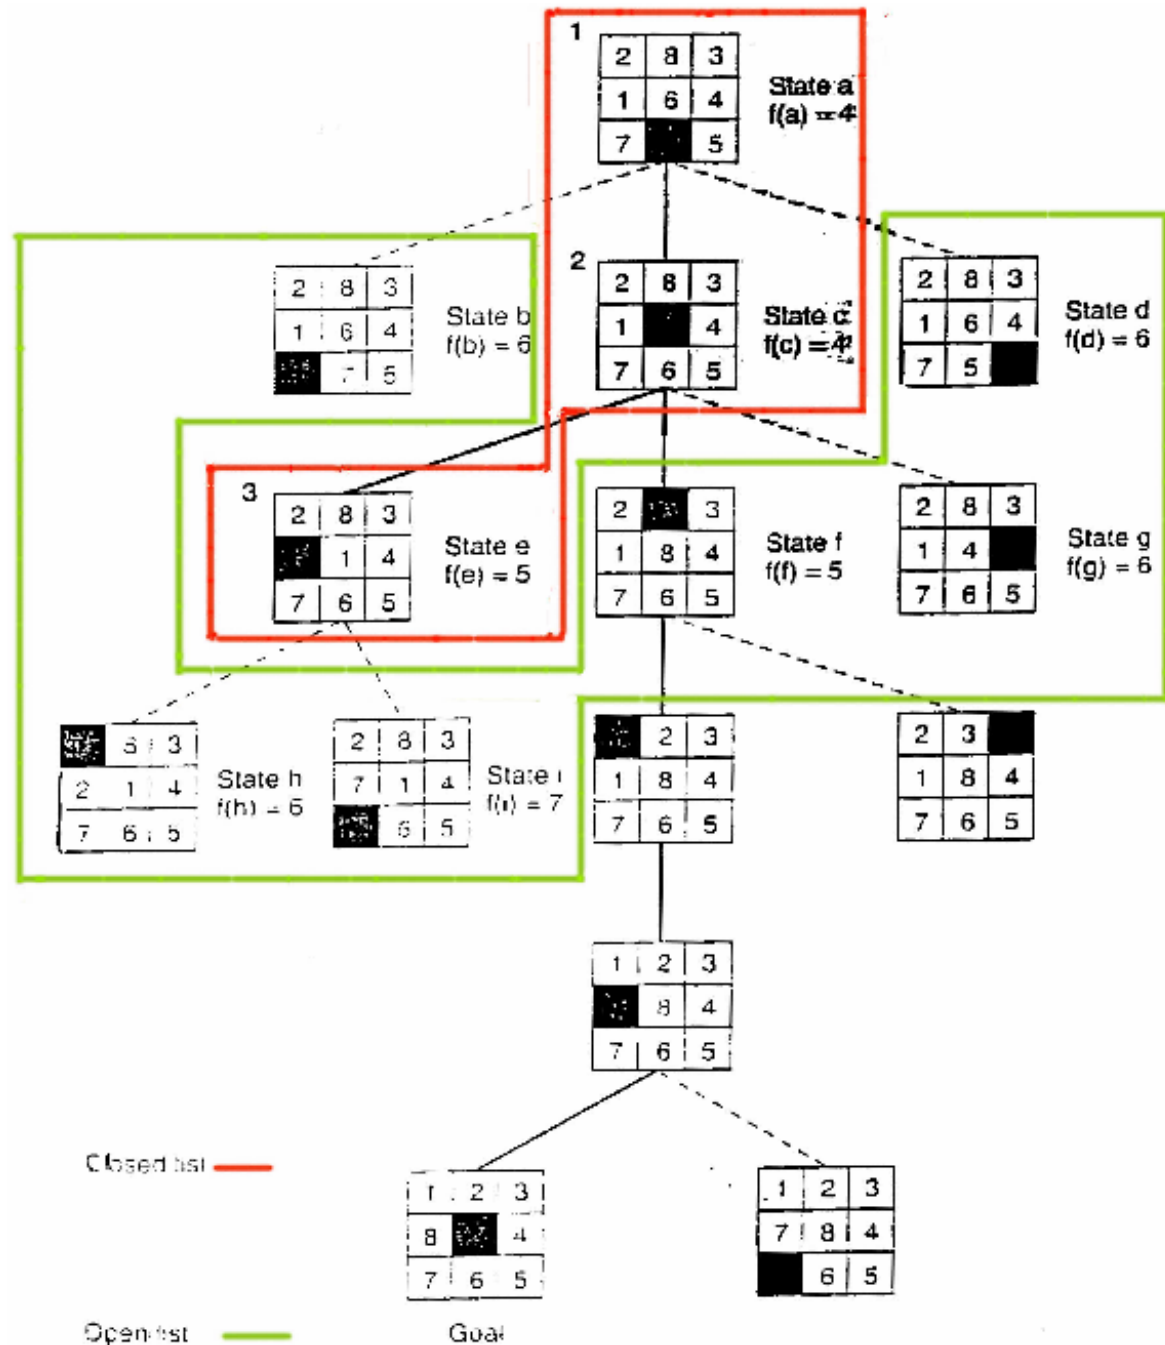 1
2 8 3
1 6 4
7 5
State a
f(a) = 4
2 8 3
1 6 4
7 5
State b
f(b) = 6
2
2 8 3
1 4
7 6 5
State c
f(c) = 4
2 8 3
1 6 4
7 5
State d
f(d) = 6
3
2 8 3
1 4
7 6 5
State e
f(e) = 5
2 3
1 8 4
7 6 5
State f
f(f) = 5
2 8 3
1 4
7 6 5
State g
f(g) = 6
3
2 1 4
7 6 5
State h
f(h) = 6
2 8 3
7 1 4
6 5
State i
f(i) = 7
2 3
1 8 4
7 6 5
2 3
1 8 4
7 6 5
1 2 3
8 4
7 6 5
Closed list
1 2 3
8 4
7 6 5
1 2 3
7 8 4
6 5
Open list
Goal